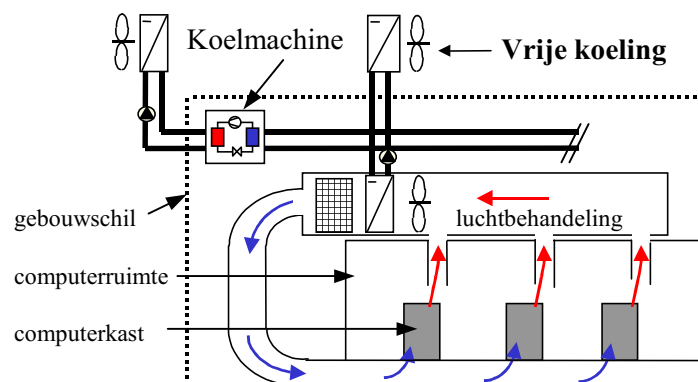 Koelmachine
Vrije koeling
gebouwschil
luchtbehandeling
computerruimte
computerkast